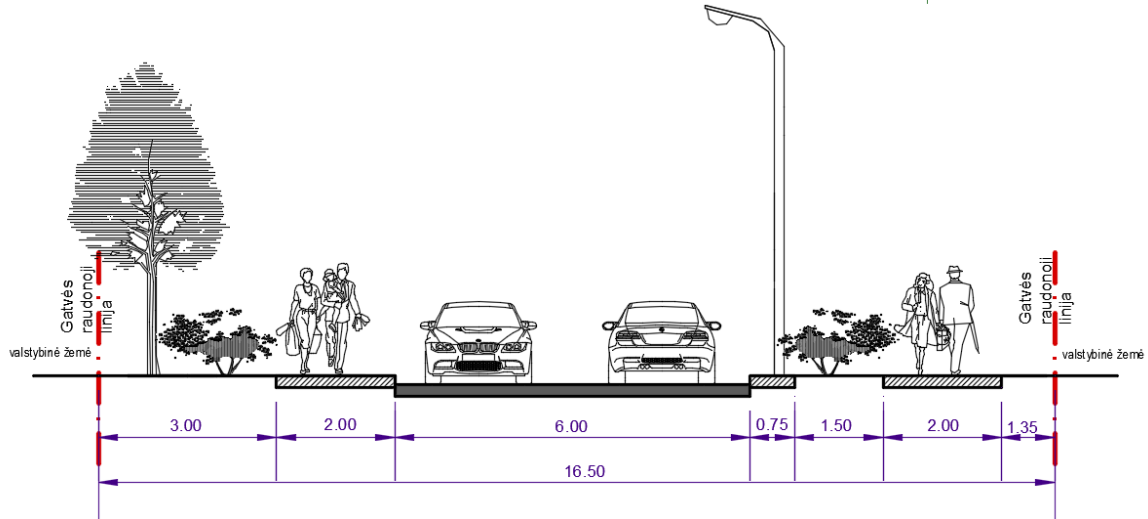 Gatvės
raudonoji
linija
valstybinė žemė
Gatvės
raudonoji
linija
valstybinė žemė
3.00
2.00
6.00
0.75
1.50
2.00
1.35
16.50